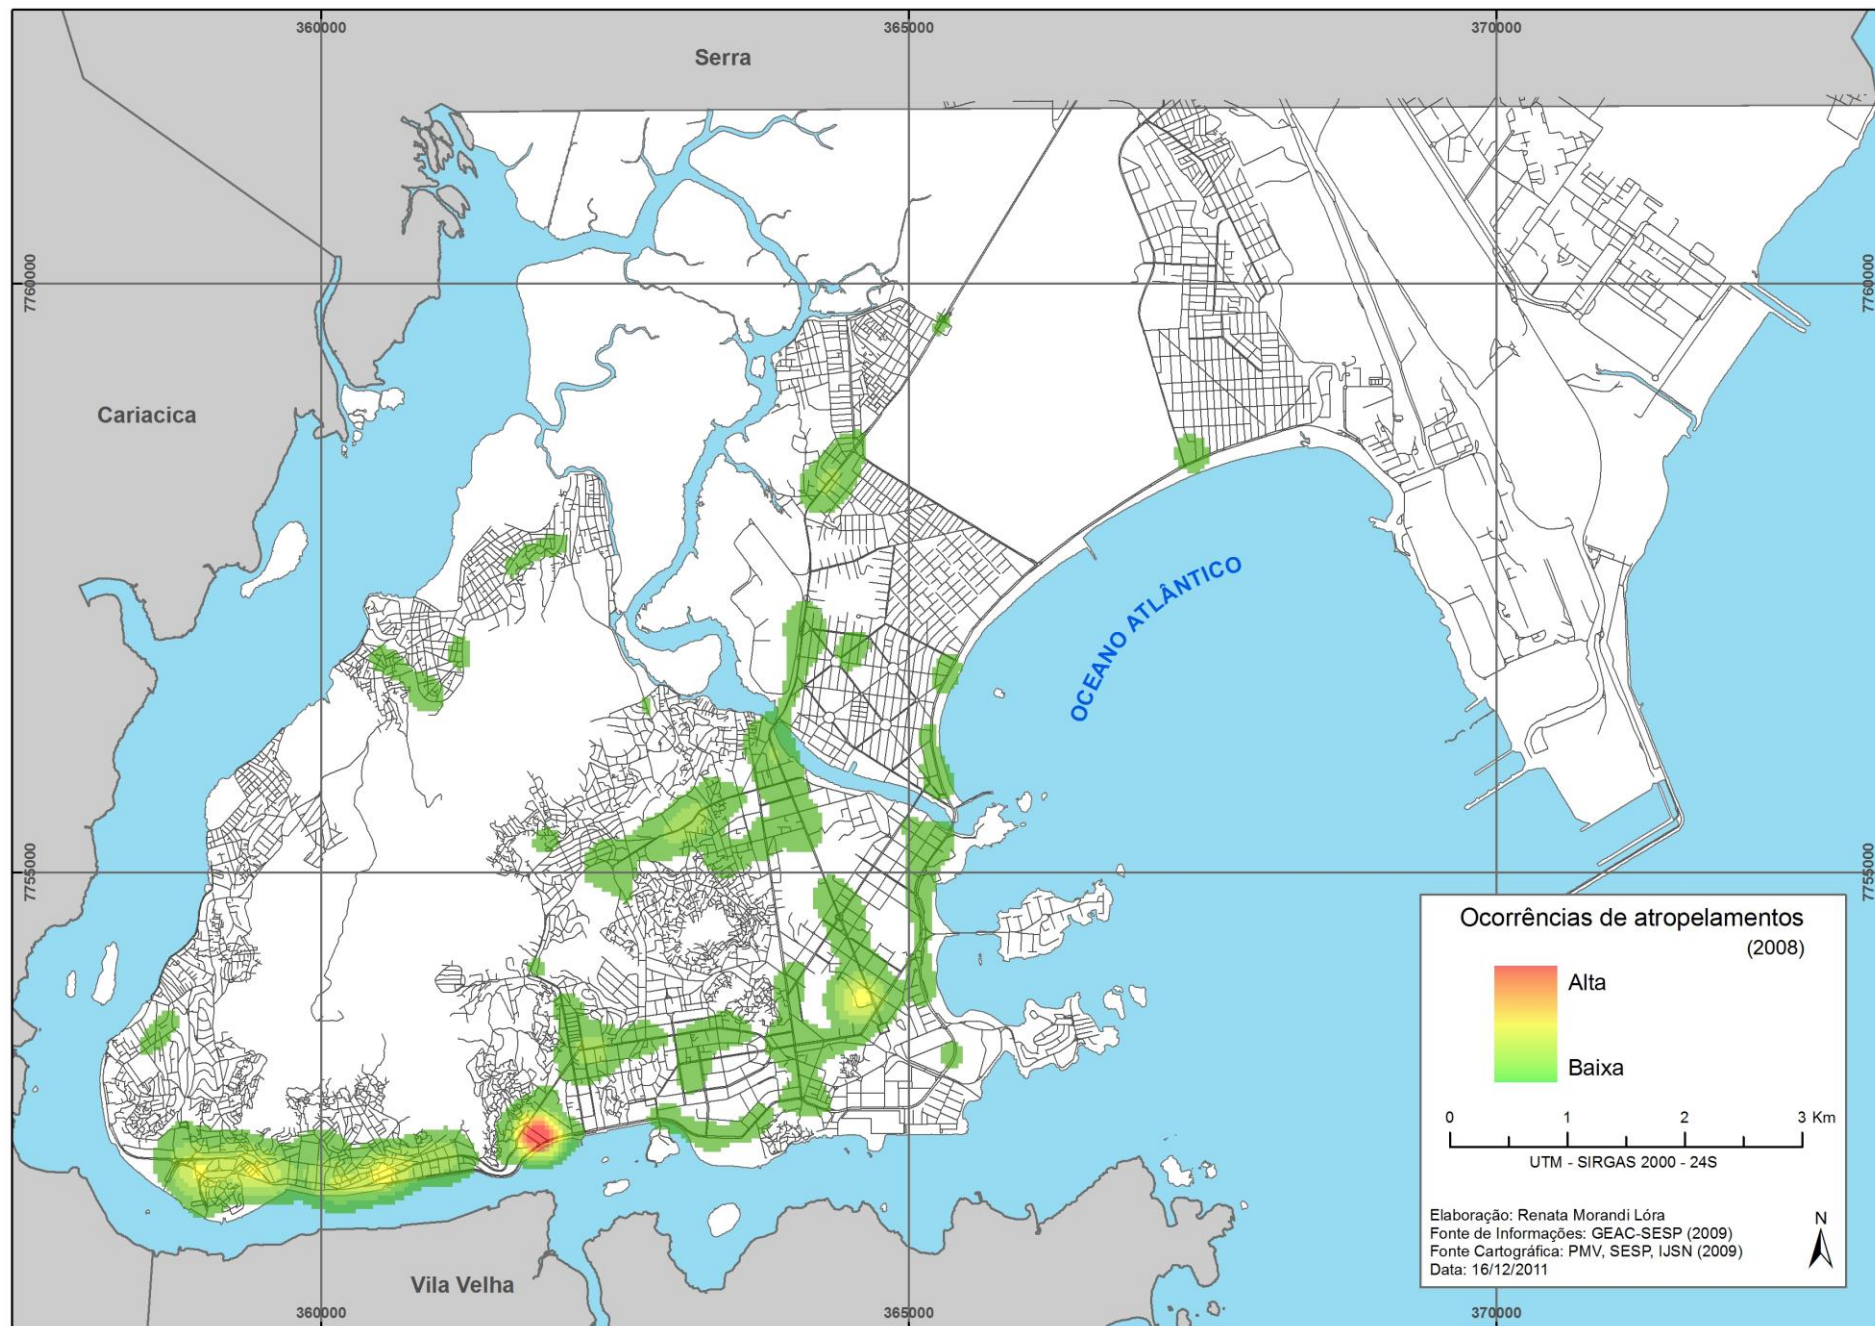 360000
365000
370000
Serra
7760000
7760000
Cariacica
OCEANO ATLÂNTICO
7755000
7755000
Ocorrências de atropelamentos
(2008)
Alta
Baixa
0 1 2 3 Km
UTM - SIRGAS 2000 - 24S
Elaboração: Renata Morandi Lóra
Fonte de Informações: GEAC-SESP (2009)
Fonte Cartográfica: PMV, SESP, IJSN (2009)
Data: 16/12/2011
N
Vila Velha
360000
365000
370000